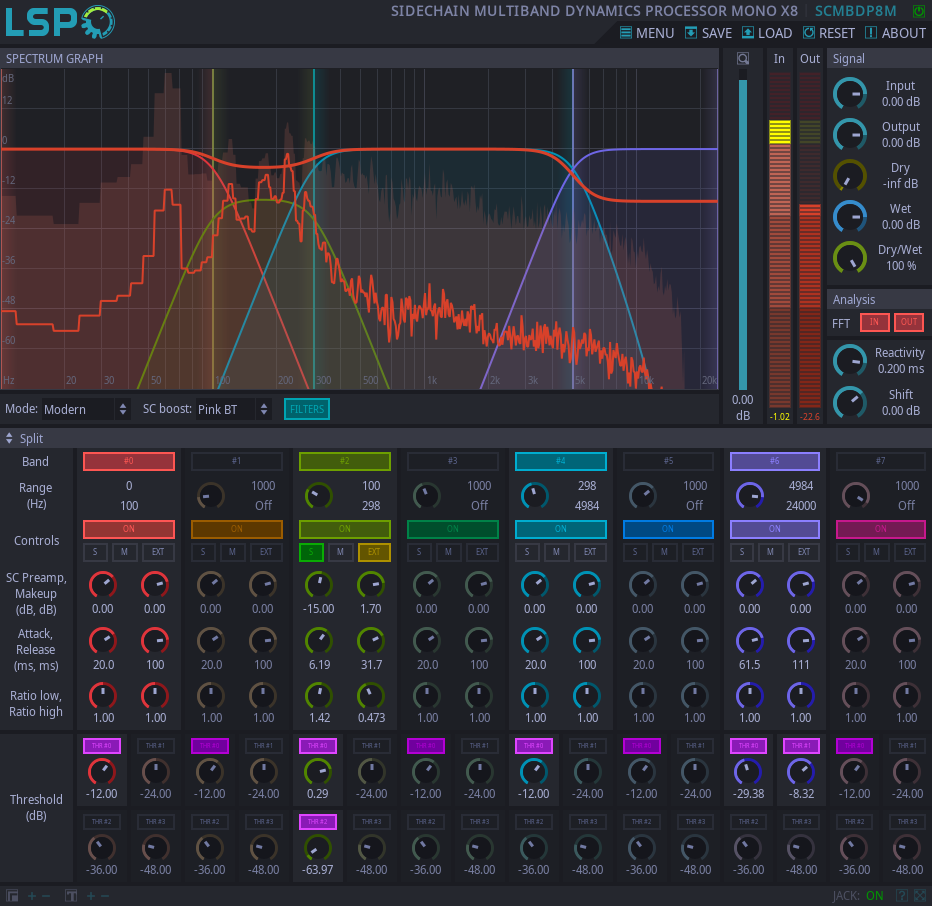 LSP SIDECHAIN MULTIBAND DYNAMICS PROCESSOR MONO X8 SCMBDP8M
MENU SAVE LOAD RESET ABOUT
SPECTRUM GRAPH In Out Signal
dB
12
0
-12
-24
-36
-48
-60
Hz 20 30 50 100 200 300 500 1k 2k 3k 5k 10k 20k
0.00
dB
-1.02 -22.6
Input
0.00 dB
Output
0.00 dB
Dry
-inf dB
Wet
0.00 dB
Dry/Wet
100 %
Analysis
FFT IN OUT
Reactivity
0.200 ms
Shift
0.00 dB
Mode: Modern SC boost: Pink BT FILTERS
Split
Band #0 #1 #2 #3 #4 #5 #6 #7
Range 0 1000 100 1000 298 1000 4984 1000
(Hz) 100 Off 298 Off 4984 Off 24000 Off
Controls ON ON ON ON ON ON ON ON
S M EXT S M EXT S M EXT S M EXT S M EXT S M EXT S M EXT S M EXT
SC Preamp,
Makeup
(dB, dB) 0.00 0.00 0.00 0.00 -15.00 1.70 0.00 0.00 0.00 0.00 0.00 0.00 0.00 0.00 0.00 0.00
Attack,
Release
(ms, ms) 20.0 100 20.0 100 6.19 31.7 20.0 100 20.0 100 20.0 100 61.5 111 20.0 100
Ratio low,
Ratio high 1.00 1.00 1.00 1.00 1.42 0.473 1.00 1.00 1.00 1.00 1.00 1.00 1.00 1.00 1.00 1.00
THR #0 THR #1 THR #0 THR #1 THR #0 THR #1 THR #0 THR #1 THR #0 THR #1 THR #0 THR #1 THR #0 THR #1 THR #0 THR #1
-12.00 -24.00 -12.00 -24.00 0.29 -24.00 -12.00 -24.00 -12.00 -24.00 -12.00 -24.00 -29.38 -8.32 -12.00 -24.00
Threshold
(dB)
THR #2 THR #3 THR #2 THR #3 THR #2 THR #3 THR #2 THR #3 THR #2 THR #3 THR #2 THR #3 THR #2 THR #3 THR #2 THR #3
-36.00 -48.00 -36.00 -48.00 -63.97 -48.00 -36.00 -48.00 -36.00 -48.00 -36.00 -48.00 -36.00 -48.00 -36.00 -48.00
JACK: ON